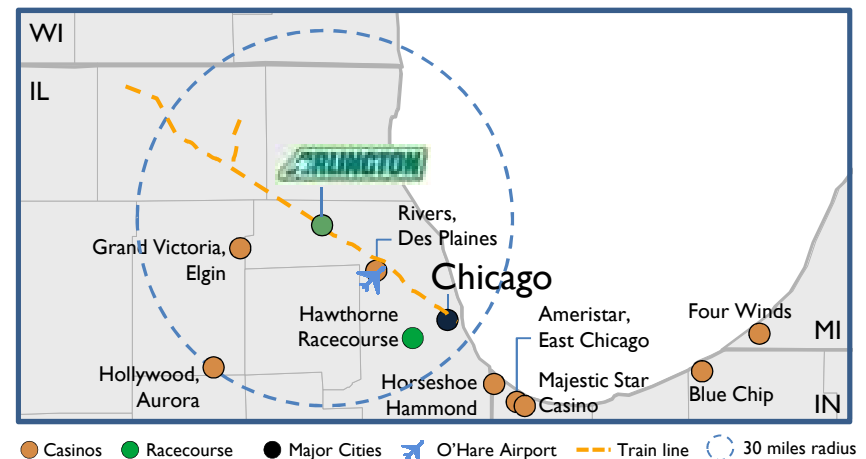 WI
IL
ARLINGTON
Rivers,
Des Plaines
Grand Victoria,
Elgin
Chicago
Hawthorne
Racecourse
Ameristar,
East Chicago
Four Winds
MI
Hollywood,
Aurora
Horseshoe
Hammond
Majestic Star
Casino
Blue Chip
IN
Casinos
Racecourse
Major Cities
O'Hare Airport
Train line
30 miles radius